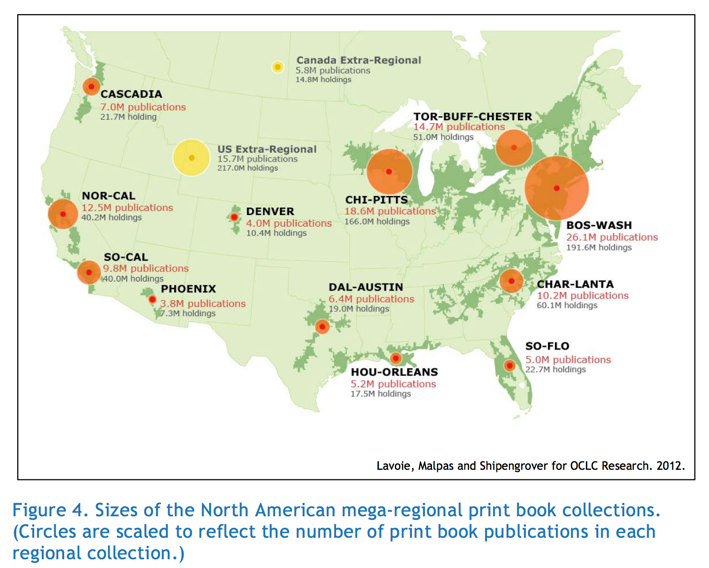 Canada Extra-Regional
5.8M publications
14.8M holdings
CASCADIA
7.0M publications
21.7M holding
TOR-BUFF-CHESTER
14.7M publications
51.0M holdings
US Extra-Regional
15.7M publications
217.0M holdings
NOR-CAL
12.5M publications
40.2M holdings
DENVER
4.0M publications
10.4M holdings
CHI-PITTS
18.6M publications
166.0M holdings
BOS-WASH
26.1M publications
191.6M holdings
SO-CAL
9.8M publications
40.0M holdings
PHOENIX
3.8M publications
7.3M holdings
DAL-AUSTIN
6.4M publications
19.0M holdings
CHAR-LANTA
10.2M publications
60.1M holdings
HOU-ORLEANS
5.2M publications
17.5M holdings
SO-FLO
5.0M publications
22.7M holdings
Lavoie, Malpas and Shipengrover for OCLC Research. 2012.
Figure 4. Sizes of the North American mega-regional print book collections.
(Circles are scaled to reflect the number of print book publications in each
regional collection.)